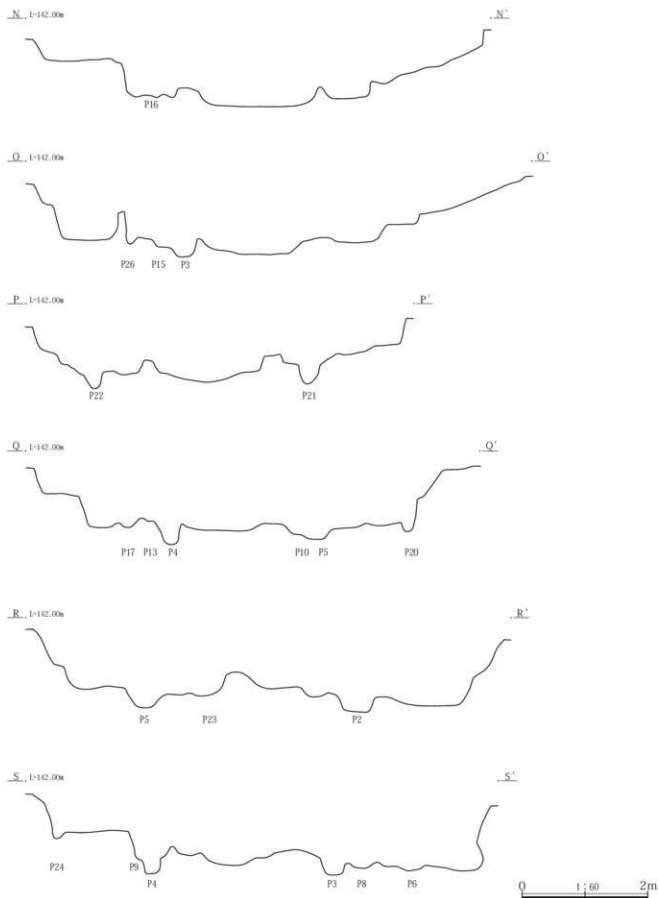 N L=142.00m N'
P16
O L=142.00m O'
P26 P15 P3
P L=142.00m P'
P22 P21
Q L=142.00m Q'
P17 P13 P4 P10 P5 P20
R L=142.00m R'
P5 P23 P2
S L=142.00m S'
P24 P9 P4 P3 P8 P6
0 1:60 2m